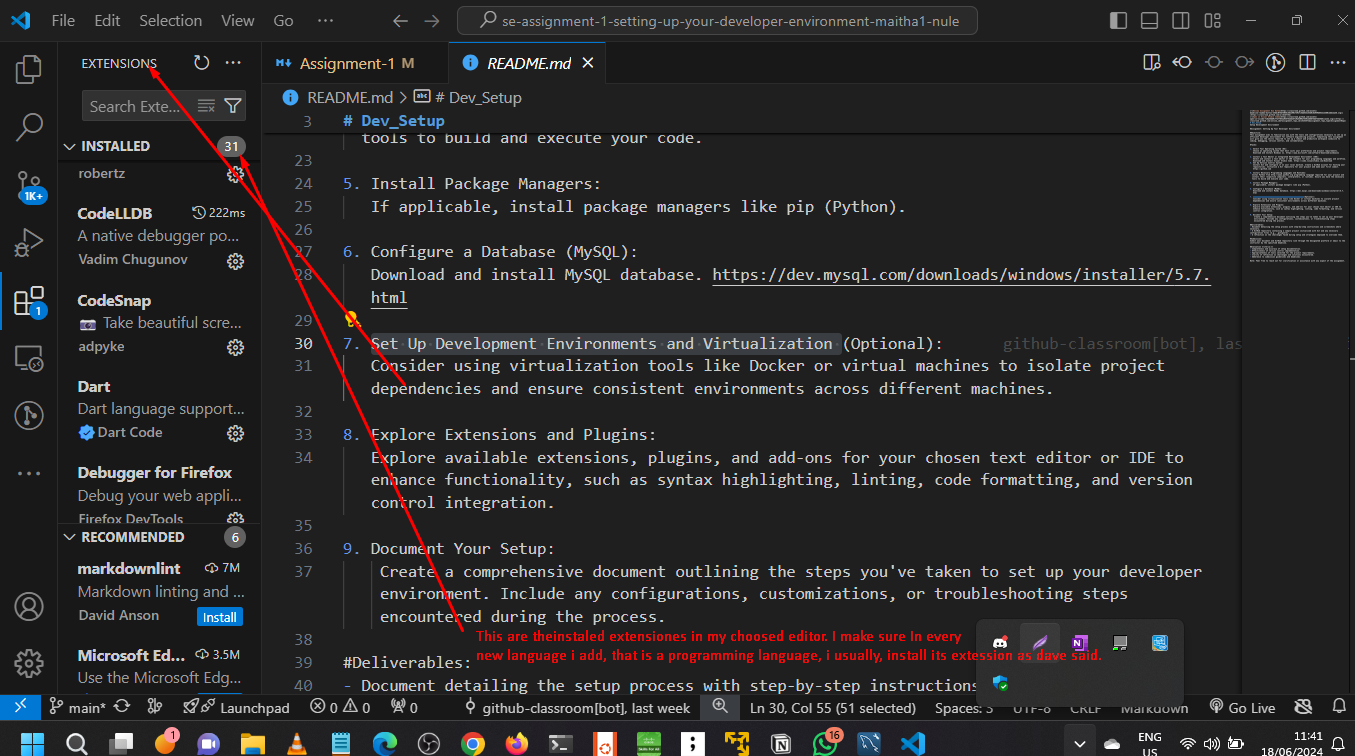 File Edit Selection View Go ···
se-assignment-1-setting-up-your-developer-environment-maitha1-nule
EXTENSIONS
Assignment-1 M
README.md
Search Exte...
README.md > # Dev_Setup
INSTALLED 31
robertz
CodeLLDB 222ms
A native debugger po...
Vadim Chugunov
CodeSnap
Take beautiful scre...
adpyke
Dart
Dart language support...
Dart Code
Debugger for Firefox
Debug your web appli...
Firefox DevTools
RECOMMENDED 6
markdownlint 7M
Markdown linting and ...
David Anson Install
Microsoft Ed... 3.5M
Use the Microsoft Edg...
1K+
1
3 # Dev_Setup
tools to build and execute your code.
23
24 5. Install Package Managers:
25 If applicable, install package managers like pip (Python).
26
27 6. Configure a Database (MySQL):
28 Download and install MySQL database. https://dev.mysql.com/downloads/windows/installer/5.7.
html
29
30 7. Set Up Development Environments and Virtualization (Optional): github-classroom[bot], las
31 Consider using virtualization tools like Docker or virtual machines to isolate project
dependencies and ensure consistent environments across different machines.
32
33 8. Explore Extensions and Plugins:
34 Explore available extensions, plugins, and add-ons for your chosen text editor or IDE to
enhance functionality, such as syntax highlighting, linting, code formatting, and version
control integration.
35
36 9. Document Your Setup:
37 Create a comprehensive document outlining the steps you've taken to set up your developer
environment. Include any configurations, customizations, or troubleshooting steps
encountered during the process.
38
This are theinstaled extensiones in my choosed editor. I make sure in every
new language i add, that is a programming language, i usually, install its extession as dave said.
39 #Deliverables:
40 - Document detailing the setup process with step-by-step instructions
main* Launchpad 0 0 0 github-classroom[bot], last week Ln 30, Col 55 (51 selected) Spaces: 3 UTF-8 CRLF Markdown Go Live
1
16
ENG
US
11:41
18/06/2024